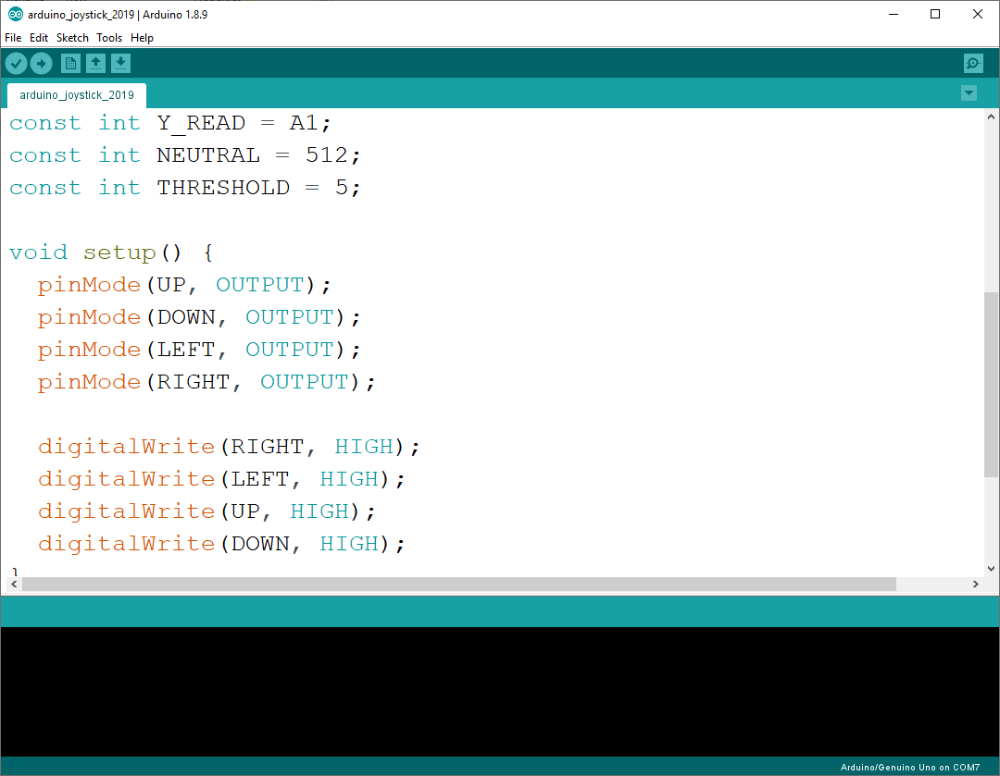 arduino_joystick_2019 | Arduino 1.8.9
File Edit Sketch Tools Help
arduino_joystick_2019
const int Y_READ = A1;
const int NEUTRAL = 512;
const int THRESHOLD = 5;
void setup() {
  pinMode(UP, OUTPUT);
  pinMode(DOWN, OUTPUT);
  pinMode(LEFT, OUTPUT);
  pinMode(RIGHT, OUTPUT);
  digitalWrite(RIGHT, HIGH);
  digitalWrite(LEFT, HIGH);
  digitalWrite(UP, HIGH);
  digitalWrite(DOWN, HIGH);
}
Arduino/Genuino Uno on COM7